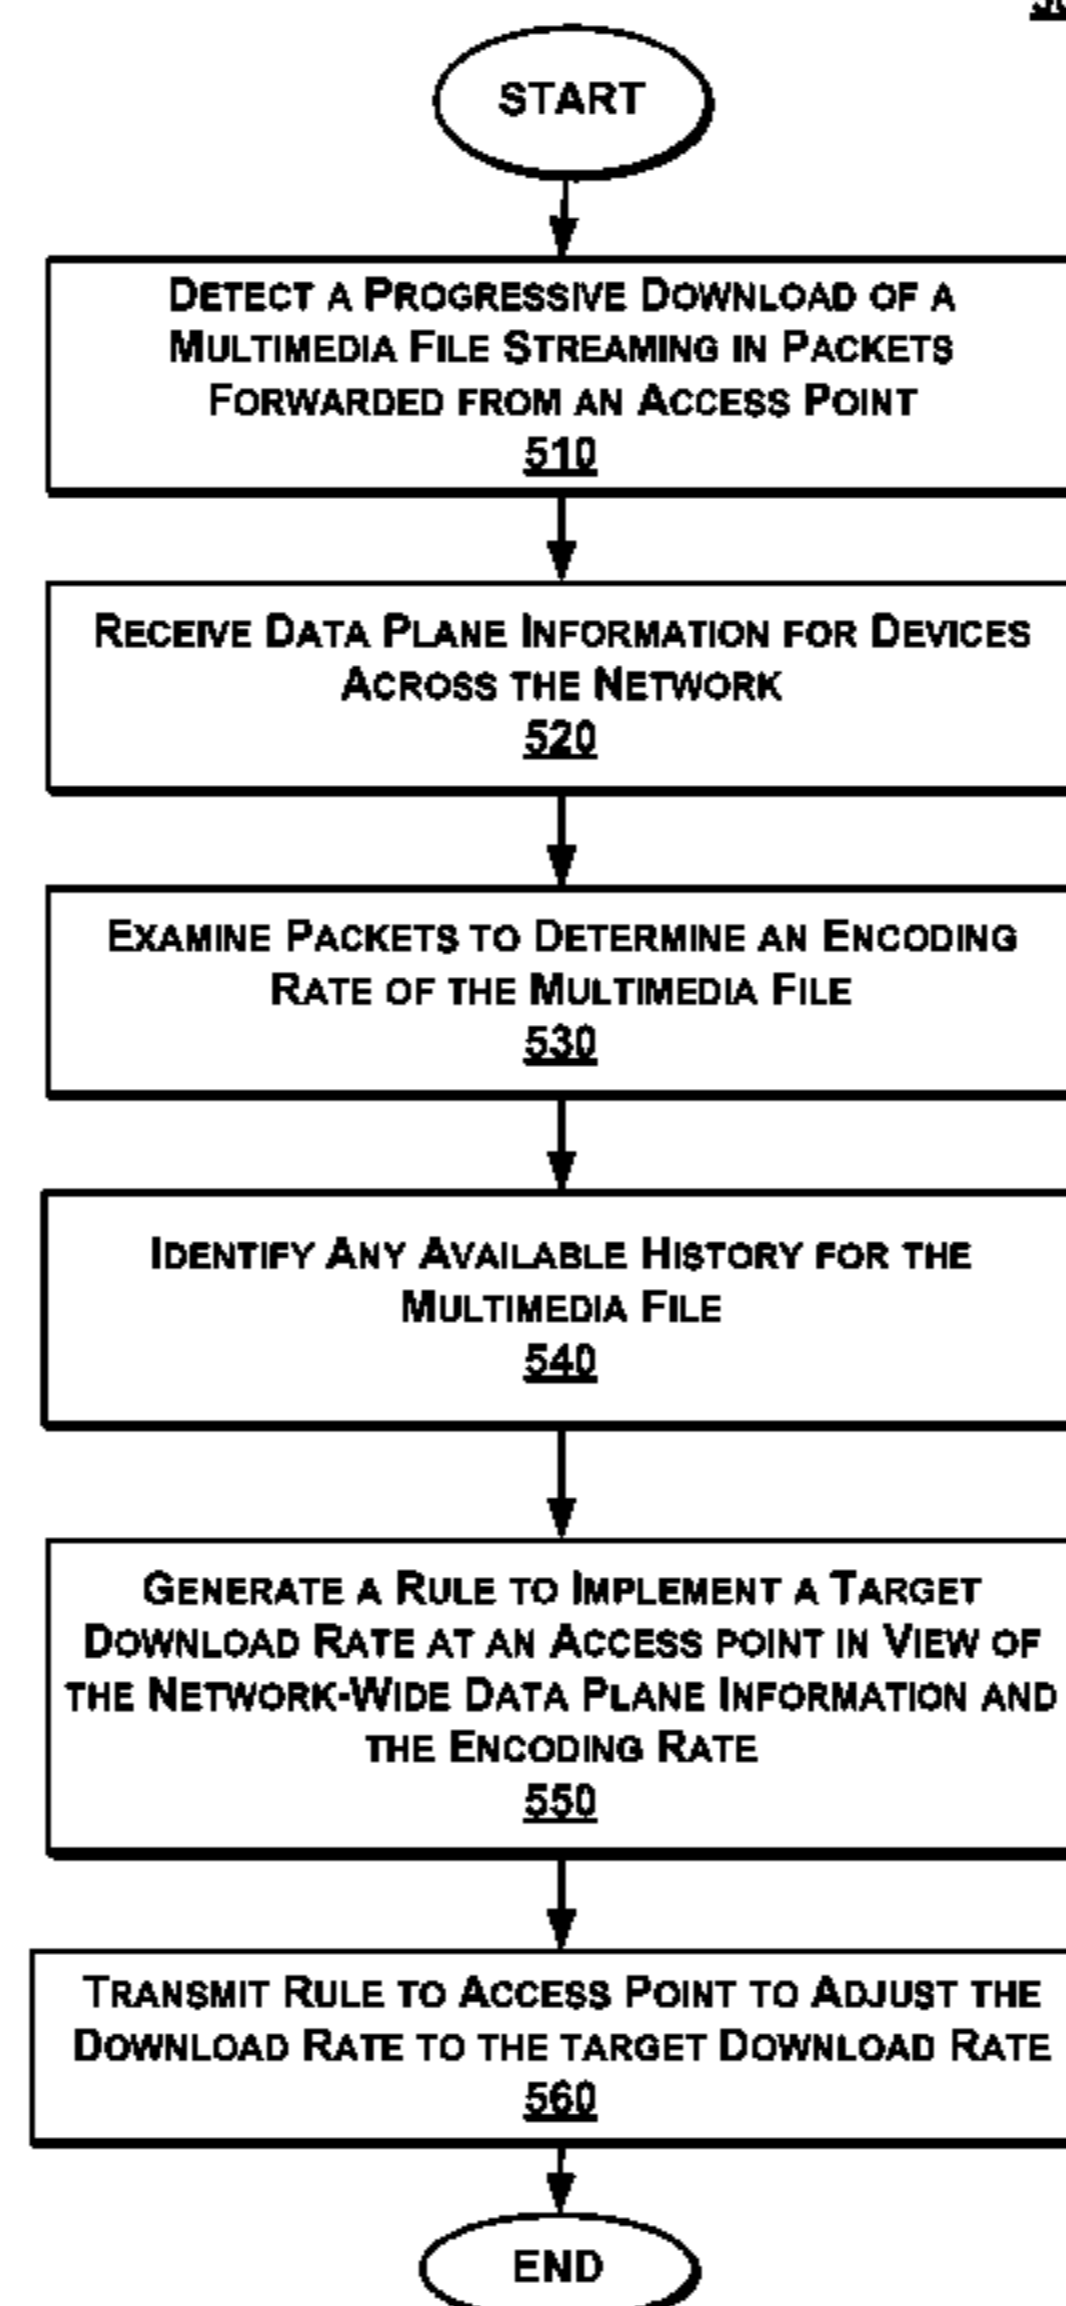 START
DETECT A PROGRESSIVE DOWNLOAD OF A
MULTIMEDIA FILE STREAMING IN PACKETS
FORWARDED FROM AN ACCESS POINT
510
RECEIVE DATA PLANE INFORMATION FOR DEVICES
ACROSS THE NETWORK
520
EXAMINE PACKETS TO DETERMINE AN ENCODING
RATE OF THE MULTIMEDIA FILE
530
IDENTIFY ANY AVAILABLE HISTORY FOR THE
MULTIMEDIA FILE
540
GENERATE A RULE TO IMPLEMENT A TARGET
DOWNLOAD RATE AT AN ACCESS POINT IN VIEW OF
THE NETWORK-WIDE DATA PLANE INFORMATION AND
THE ENCODING RATE
550
TRANSMIT RULE TO ACCESS POINT TO ADJUST THE
DOWNLOAD RATE TO THE TARGET DOWNLOAD RATE
560
END